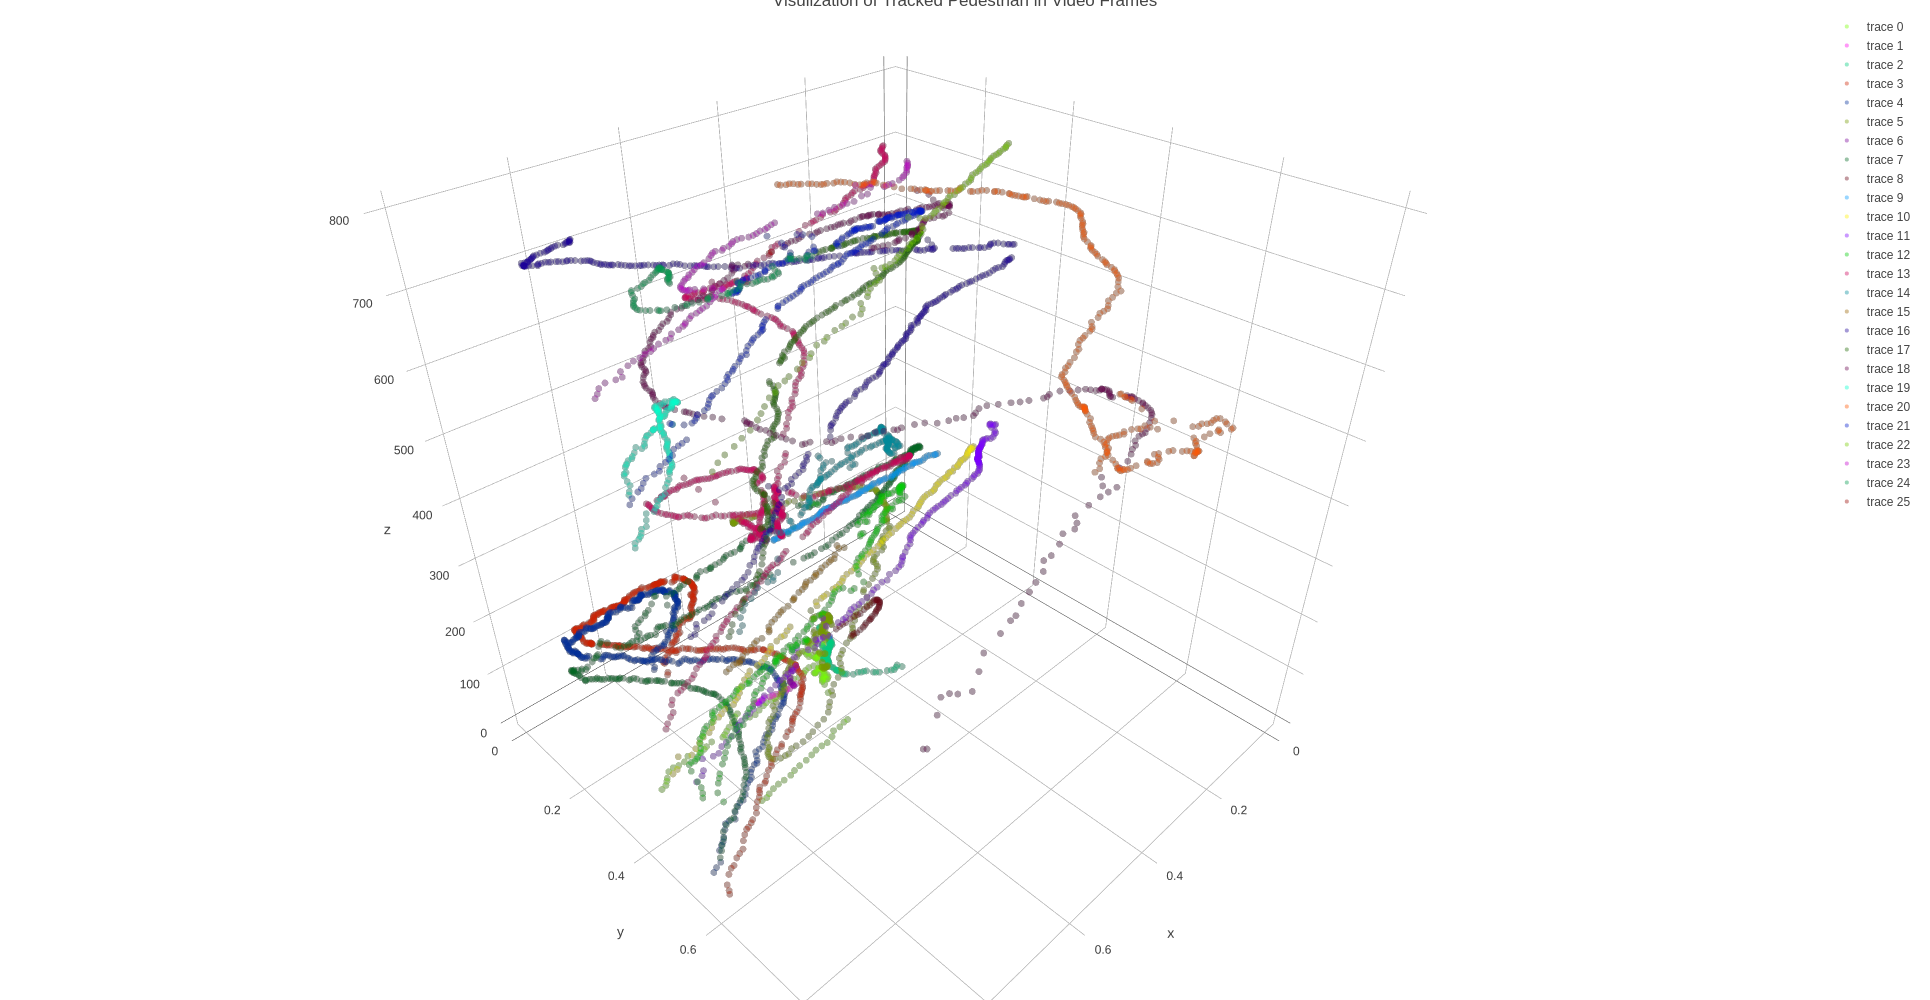 Visulization of Tracked Pedestrian in Video Frames
trace 0
trace 1
trace 2
trace 3
trace 4
trace 5
trace 6
trace 7
trace 8
trace 9
trace 10
trace 11
trace 12
trace 13
trace 14
trace 15
trace 16
trace 17
trace 18
trace 19
trace 20
trace 21
trace 22
trace 23
trace 24
trace 25
800
700
600
500
400
300
200
100
0
z
0
0.2
0.4
0.6
y
0
0.2
0.4
0.6
x